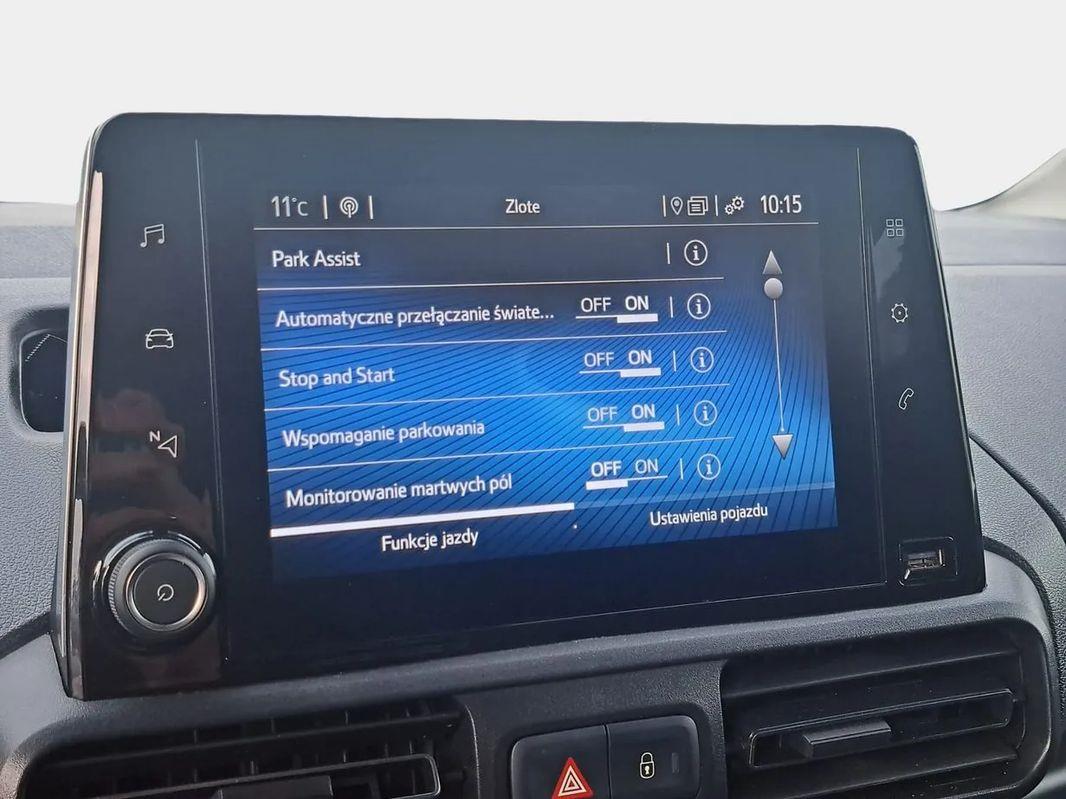 11°C Zlote 10:15
Park Assist
Automatyczne przełączanie świate... OFF ON
Stop and Start OFF ON
Wspomaganie parkowania OFF ON
Monitorowanie martwych pól OFF ON
Funkcje jazdy Ustawienia pojazdu
N